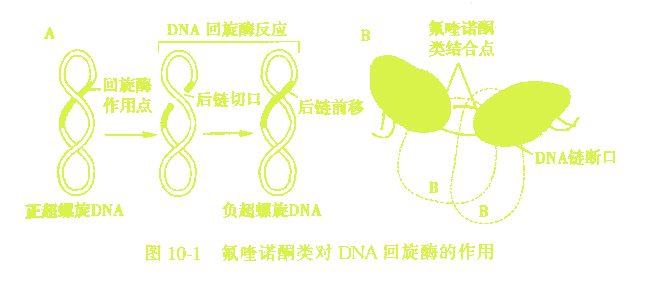 A
DNA 回旋酶反应
回旋酶
作用点
后链切口
后链前移
正超螺旋DNA
负超螺旋DNA
B
氟喹诺酮
类结合点
DNA链断口
B
B
图 10-1 氟喹诺酮类对 DNA 回旋酶的作用